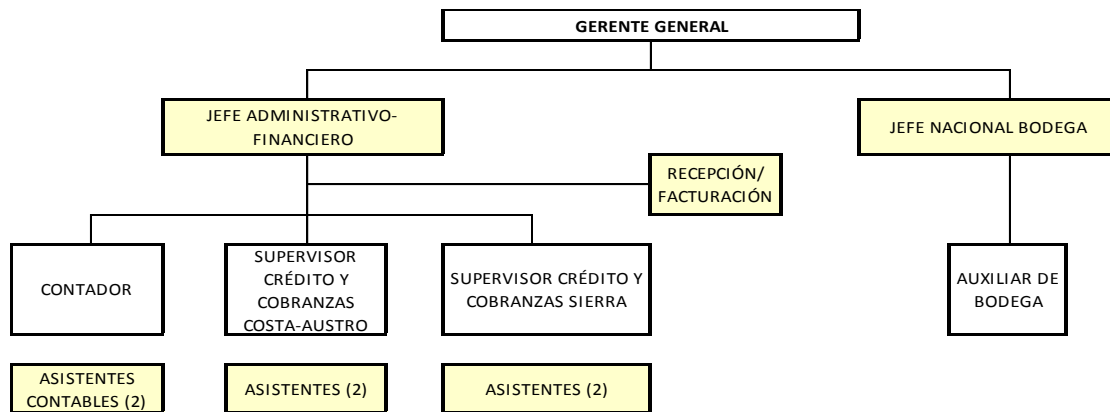 GERENTE GENERAL
JEFE ADMINISTRATIVO-
FINANCIERO
JEFE NACIONAL BODEGA
RECEPCIÓN/
FACTURACIÓN
CONTADOR
SUPERVISOR
CRÉDITO Y
COBRANZAS
COSTA-AUSTRO
SUPERVISOR CRÉDITO Y
COBRANZAS SIERRA
AUXILIAR DE
BODEGA
ASISTENTES
CONTABLES (2)
ASISTENTES (2)
ASISTENTES (2)